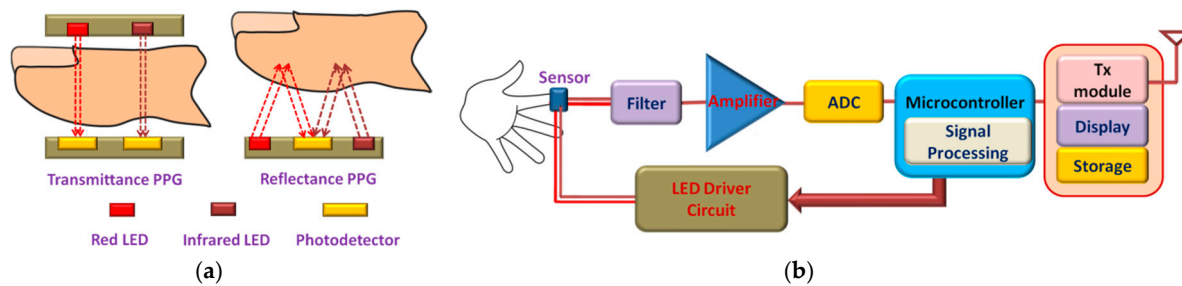 Transmittance PPG
Reflectance PPG
Red LED
Infrared LED
Photodetector
(a)
Sensor
Filter
Amplifier
ADC
Microcontroller
Signal
Processing
LED Driver
Circuit
Tx
module
Display
Storage
(b)